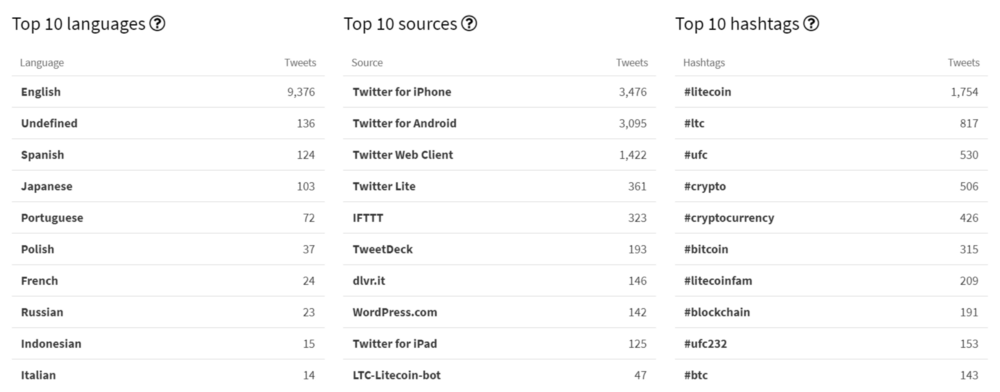 Top 10 languages ?
Language Tweets
English 9,376
Undefined 136
Spanish 124
Japanese 103
Portuguese 72
Polish 37
French 24
Russian 23
Indonesian 15
Italian 14
Top 10 sources ?
Source Tweets
Twitter for iPhone 3,476
Twitter for Android 3,095
Twitter Web Client 1,422
Twitter Lite 361
IFTTT 323
TweetDeck 193
dlvr.it 146
WordPress.com 142
Twitter for iPad 125
LTC-Litecoin-bot 47
Top 10 hashtags ?
Hashtags Tweets
#litecoin 1,754
#ltc 817
#ufc 530
#crypto 506
#cryptocurrency 426
#bitcoin 315
#litecoinfam 209
#blockchain 191
#ufc232 153
#btc 143